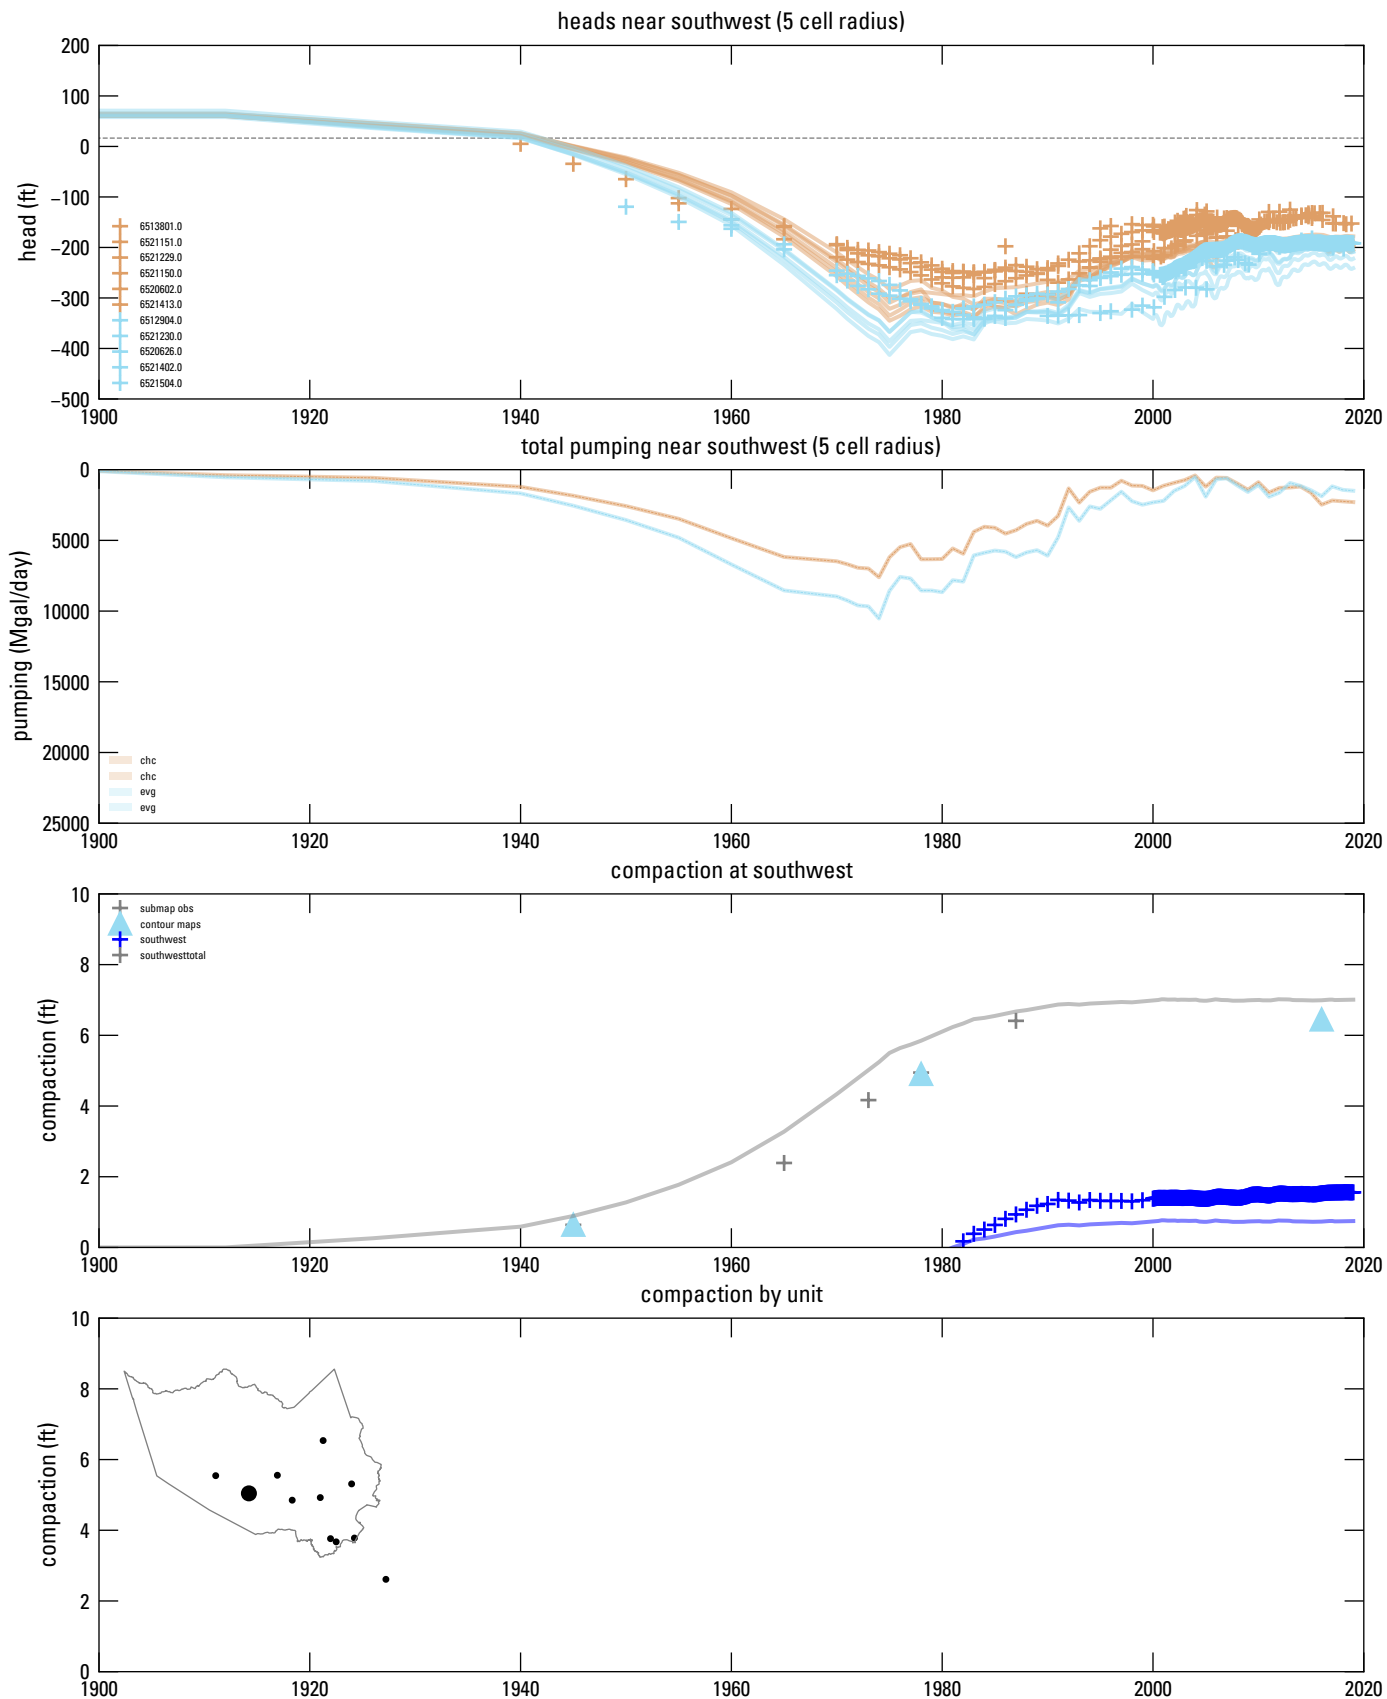 heads near southwest (5 cell radius)
200
100
0
−100
−200
−300
−400
−500
head (ft)
6513801.0
6521151.0
6521229.0
6521150.0
6520602.0
6521413.0
6512904.0
6521230.0
6520626.0
6521402.0
6521504.0
1900 1920 1940 1960 1980 2000 2020
total pumping near southwest (5 cell radius)
0
5000
10000
15000
20000
25000
pumping (Mgal/day)
chc
chc
evg
evg
1900 1920 1940 1960 1980 2000 2020
compaction at southwest
10
8
6
4
2
0
compaction (ft)
submap obs
contour maps
southwest
southwesttotal
1900 1920 1940 1960 1980 2000 2020
compaction by unit
10
8
6
4
2
0
compaction (ft)
1900 1920 1940 1960 1980 2000 2020